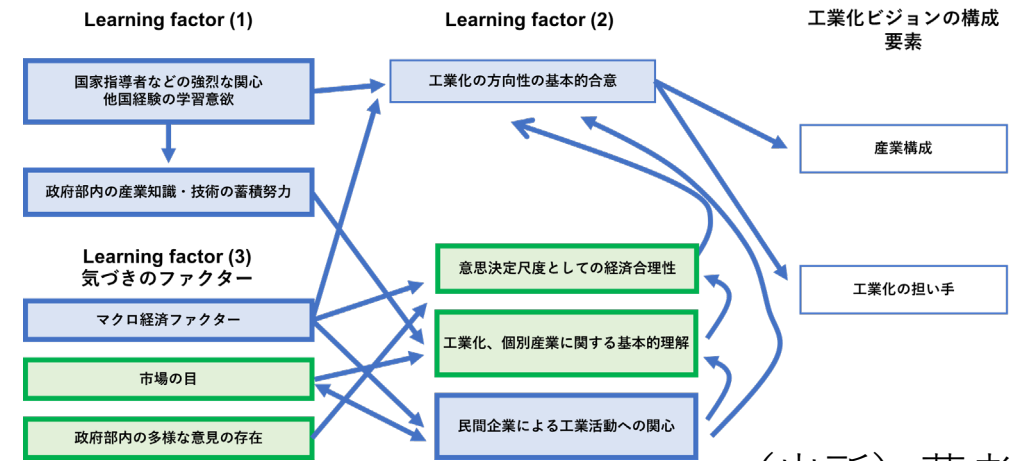 Learning factor (1)
国家指導者などの強烈な関心
他国経験の学習意欲
政府部内の産業知識・技術の蓄積努力
Learning factor (3)
気づきのファクター
マクロ経済ファクター
市場の目
政府部内の多様な意見の存在
Learning factor (2)
工業化の方向性の基本的合意
意思決定尺度としての経済合理性
工業化、個別産業に関する基本的理解
民間企業による工業活動への関心
工業化ビジョンの構成
要素
産業構成
工業化の担い手